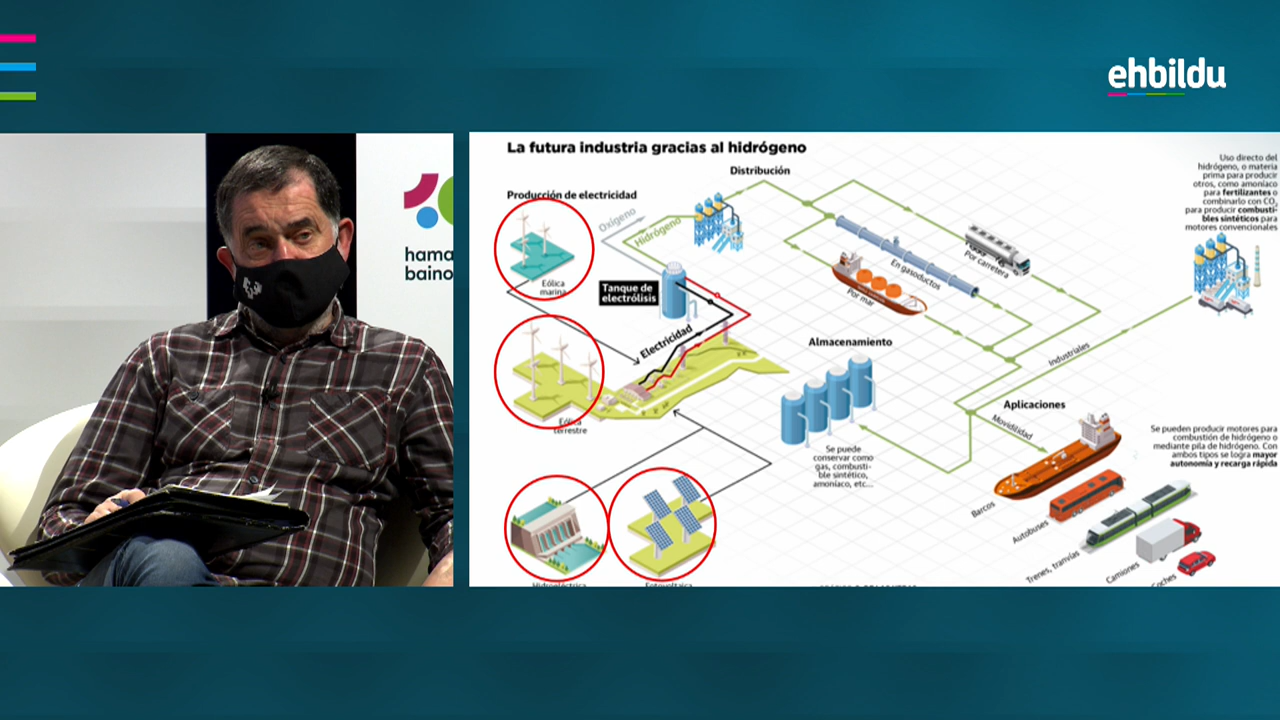 ehbildu
hama
baino
La futura industria gracias al hidrógeno
Distribución
Producción de electricidad
Oxígeno
Hidrógeno
Eólica
marina
Tanque de
electrólisis
Electricidad
Eólica
terrestre
Hidroeléctrica
Fotovoltaica
En gasoductos
Por carretera
Por mar
Almacenamiento
Se puede
conservar como
gas, combusti-
ble sintético,
amoníaco, etc...
Uso directo del
hidrógeno, o materia
prima para producir
otros, como amoníaco
para fertilizantes o
combinarlo con CO₂
para producir combusti-
bles sintéticos para
motores convencionales
Industriales
Aplicaciones
Movilidad
Se pueden producir motores para
combustión de hidrógeno o
mediante pila de hidrógeno. Con
ambos tipos se logra mayor
autonomía y recarga rápida
Barcos
Autobuses
Trenes, tranvías
Camiones
Coches